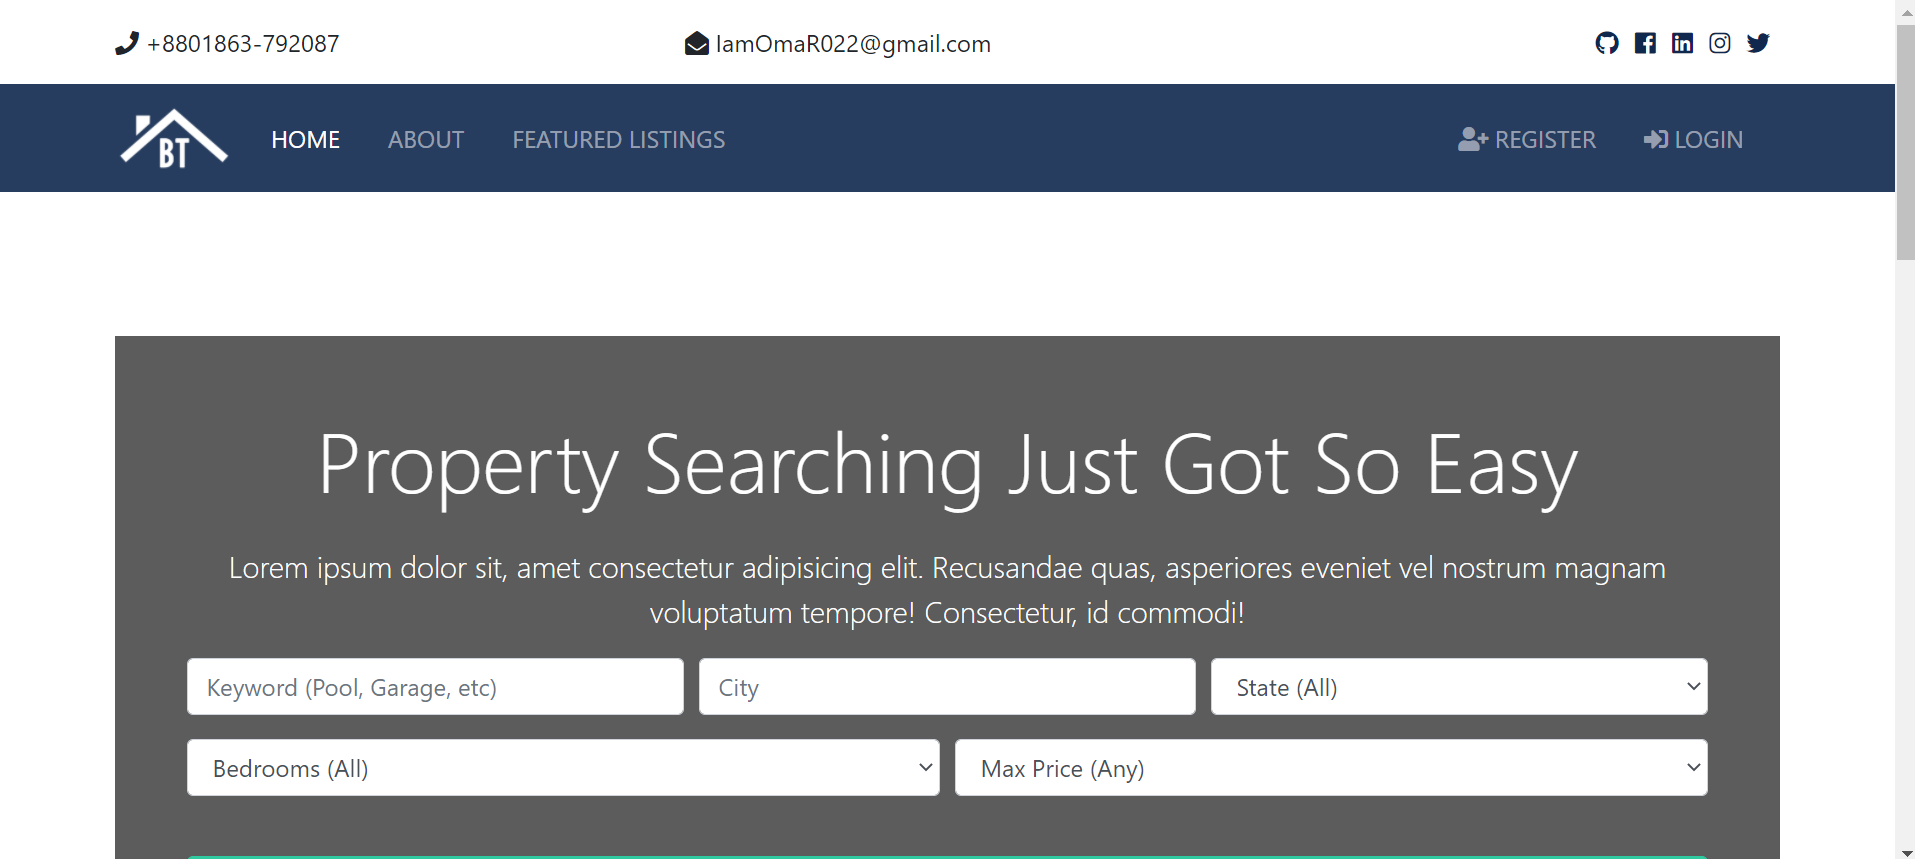 +8801863-792087
IamOmaR022@gmail.com
BT
HOME
ABOUT
FEATURED LISTINGS
REGISTER
LOGIN
Property Searching Just Got So Easy
Lorem ipsum dolor sit, amet consectetur adipisicing elit. Recusandae quas, asperiores eveniet vel nostrum magnam
voluptatum tempore! Consectetur, id commodi!
Keyword (Pool, Garage, etc)
City
State (All)
Bedrooms (All)
Max Price (Any)